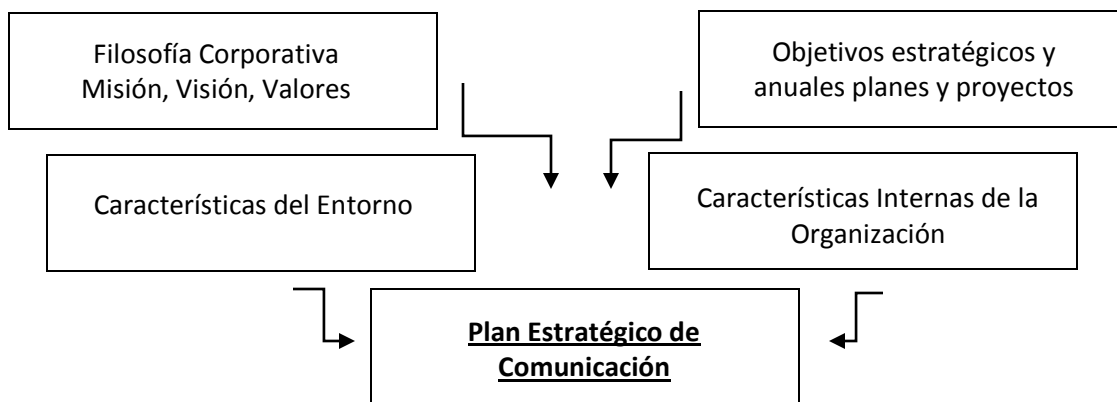 Filosofía Corporativa
Misión, Visión, Valores
Objetivos estratégicos y
anuales planes y proyectos
Características del Entorno
Características Internas de la
Organización
Plan Estratégico de
Comunicación